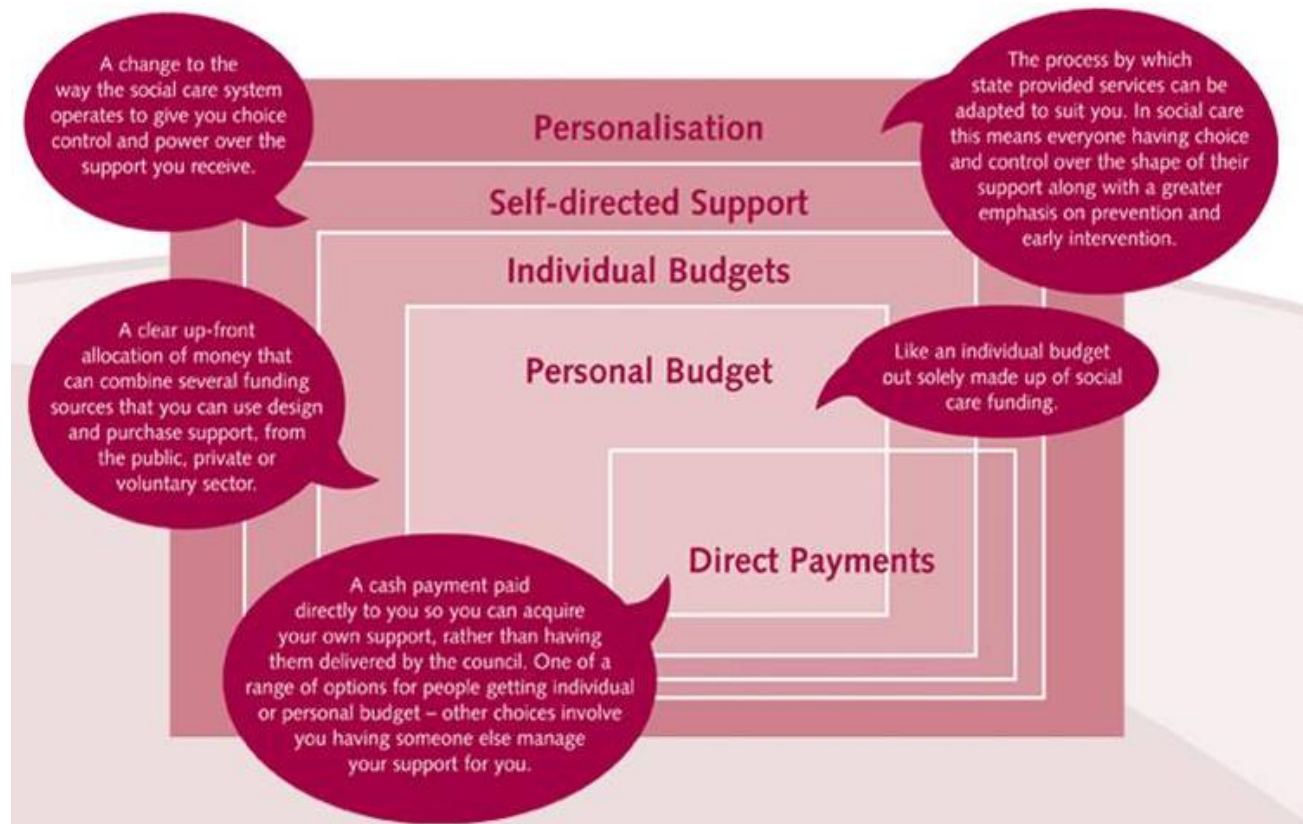 A change to the
way the social care system
operates to give you choice
control and power over the
support you receive.
The process by which
state provided services can be
adapted to suit you. In social care
this means everyone having choice
and control over the shape of their
support along with a greater
emphasis on prevention and
early intervention.
Personalisation
Self-directed Support
Individual Budgets
A clear up-front
allocation of money that
can combine several funding
sources that you can use design
and purchase support, from
the public, private or
voluntary sector.
Personal Budget
Like an individual budget
out solely made up of social
care funding.
Direct Payments
A cash payment paid
directly to you so you can acquire
your own support, rather than having
them delivered by the council. One of a
range of options for people getting individual
or personal budget – other choices involve
you having someone else manage
your support for you.